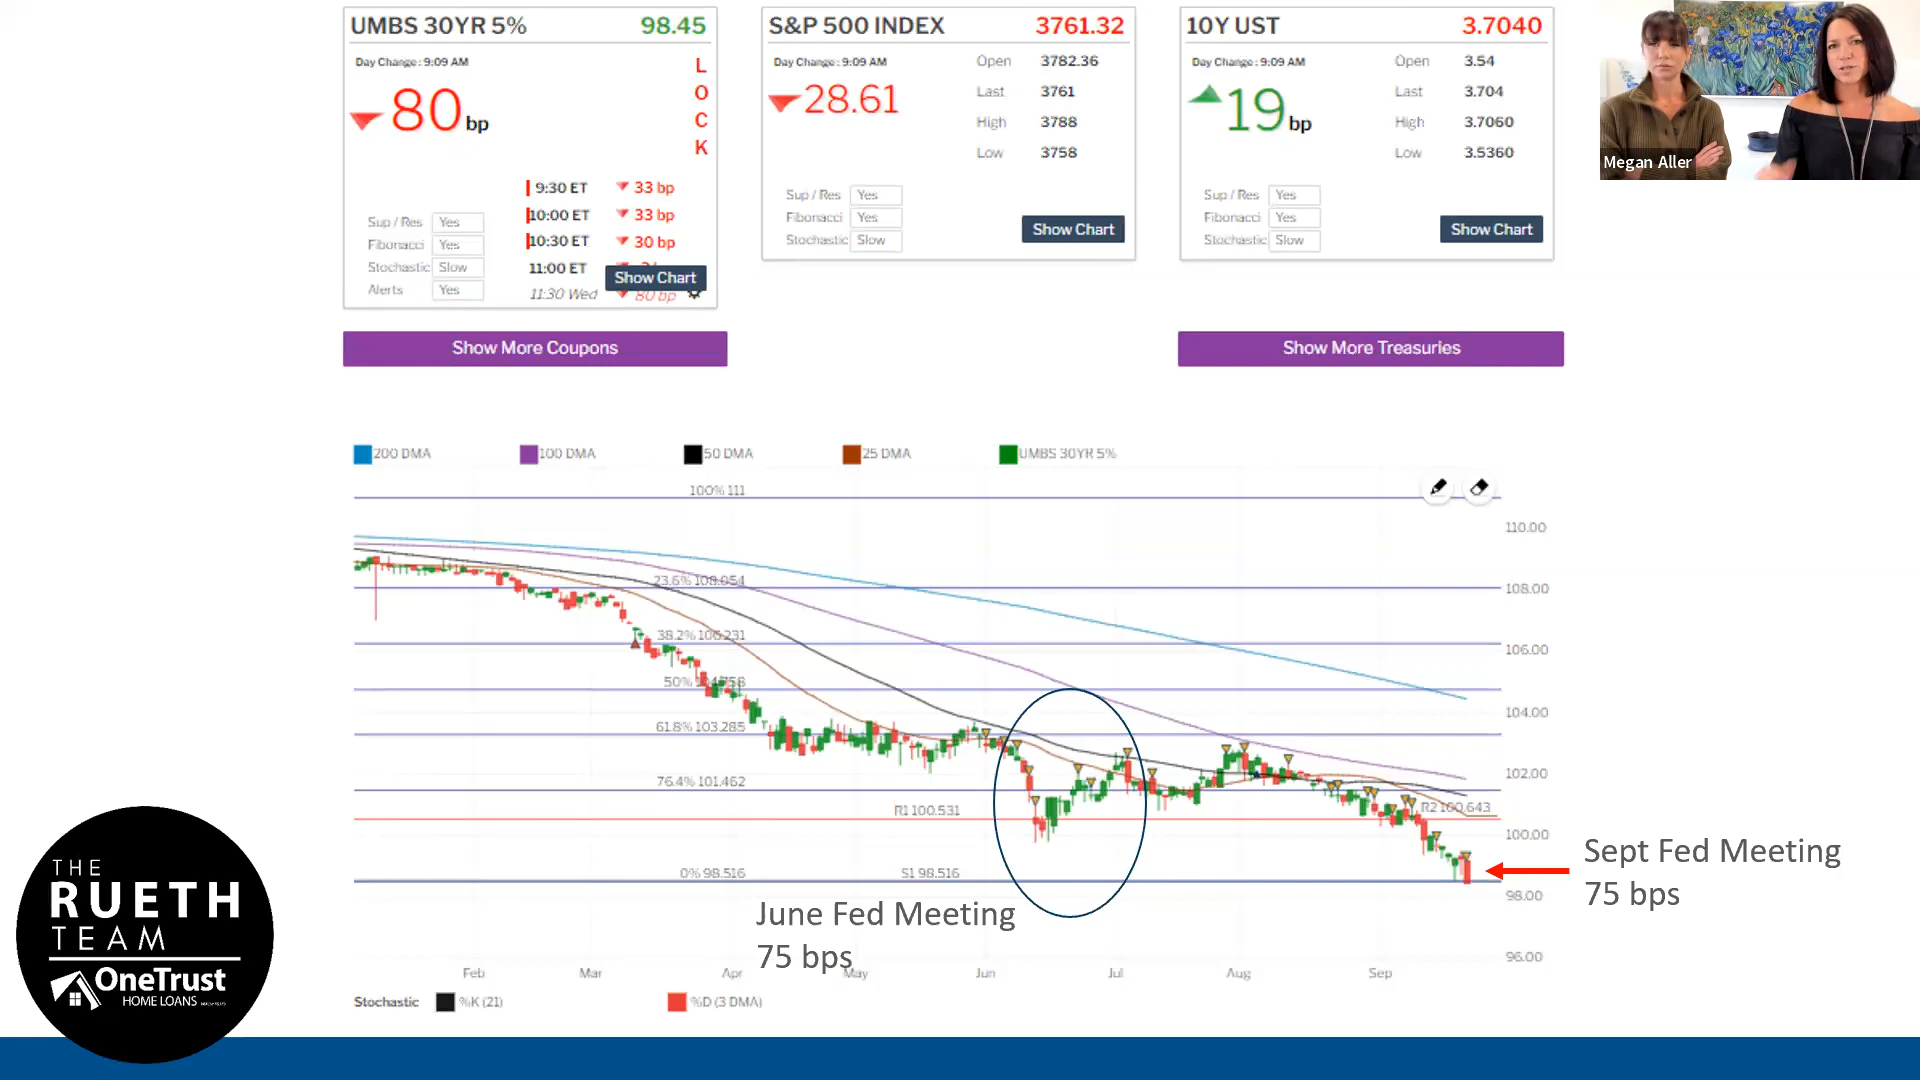 UMBS 30YR 5% 98.45
Day Change : 9:09 AM
L
O
C
K
80 bp
9:30 ET 33 bp
10:00 ET 33 bp
10:30 ET 30 bp
11:00 ET
11:30 Wed 80 bp
Sup / Res Yes
Fibonacci Yes
Stochastic Slow
Alerts Yes
Show Chart
Show More Coupons
S&P 500 INDEX 3761.32
Day Change : 9:09 AM
28.61
Open 3782.36
Last 3761
High 3788
Low 3758
Sup / Res Yes
Fibonacci Yes
Stochastic Slow
Show Chart
10Y UST 3.7040
Day Change : 9:09 AM
19 bp
Open 3.54
Last 3.704
High 3.7060
Low 3.5360
Sup / Res Yes
Fibonacci Yes
Stochastic Slow
Show Chart
Show More Treasuries
Megan Aller
200 DMA 100 DMA 50 DMA 25 DMA UMBS 30YR 5%
100% 111
110.00
23.6% 108.054
108.00
38.2% 106.231
106.00
50%
104.00
61.8% 103.285
102.00
76.4% 101.462
R1 100.531
R2 100.643
100.00
0% 98.516
S1 98.516
98.00
96.00
Sept Fed Meeting
75 bps
June Fed Meeting
75 bps
Feb Mar Apr May Jun Jul Aug Sep
Stochastic %K (21) %D (3 DMA)
THE
RUETH
TEAM
OneTrust
HOME LOANS